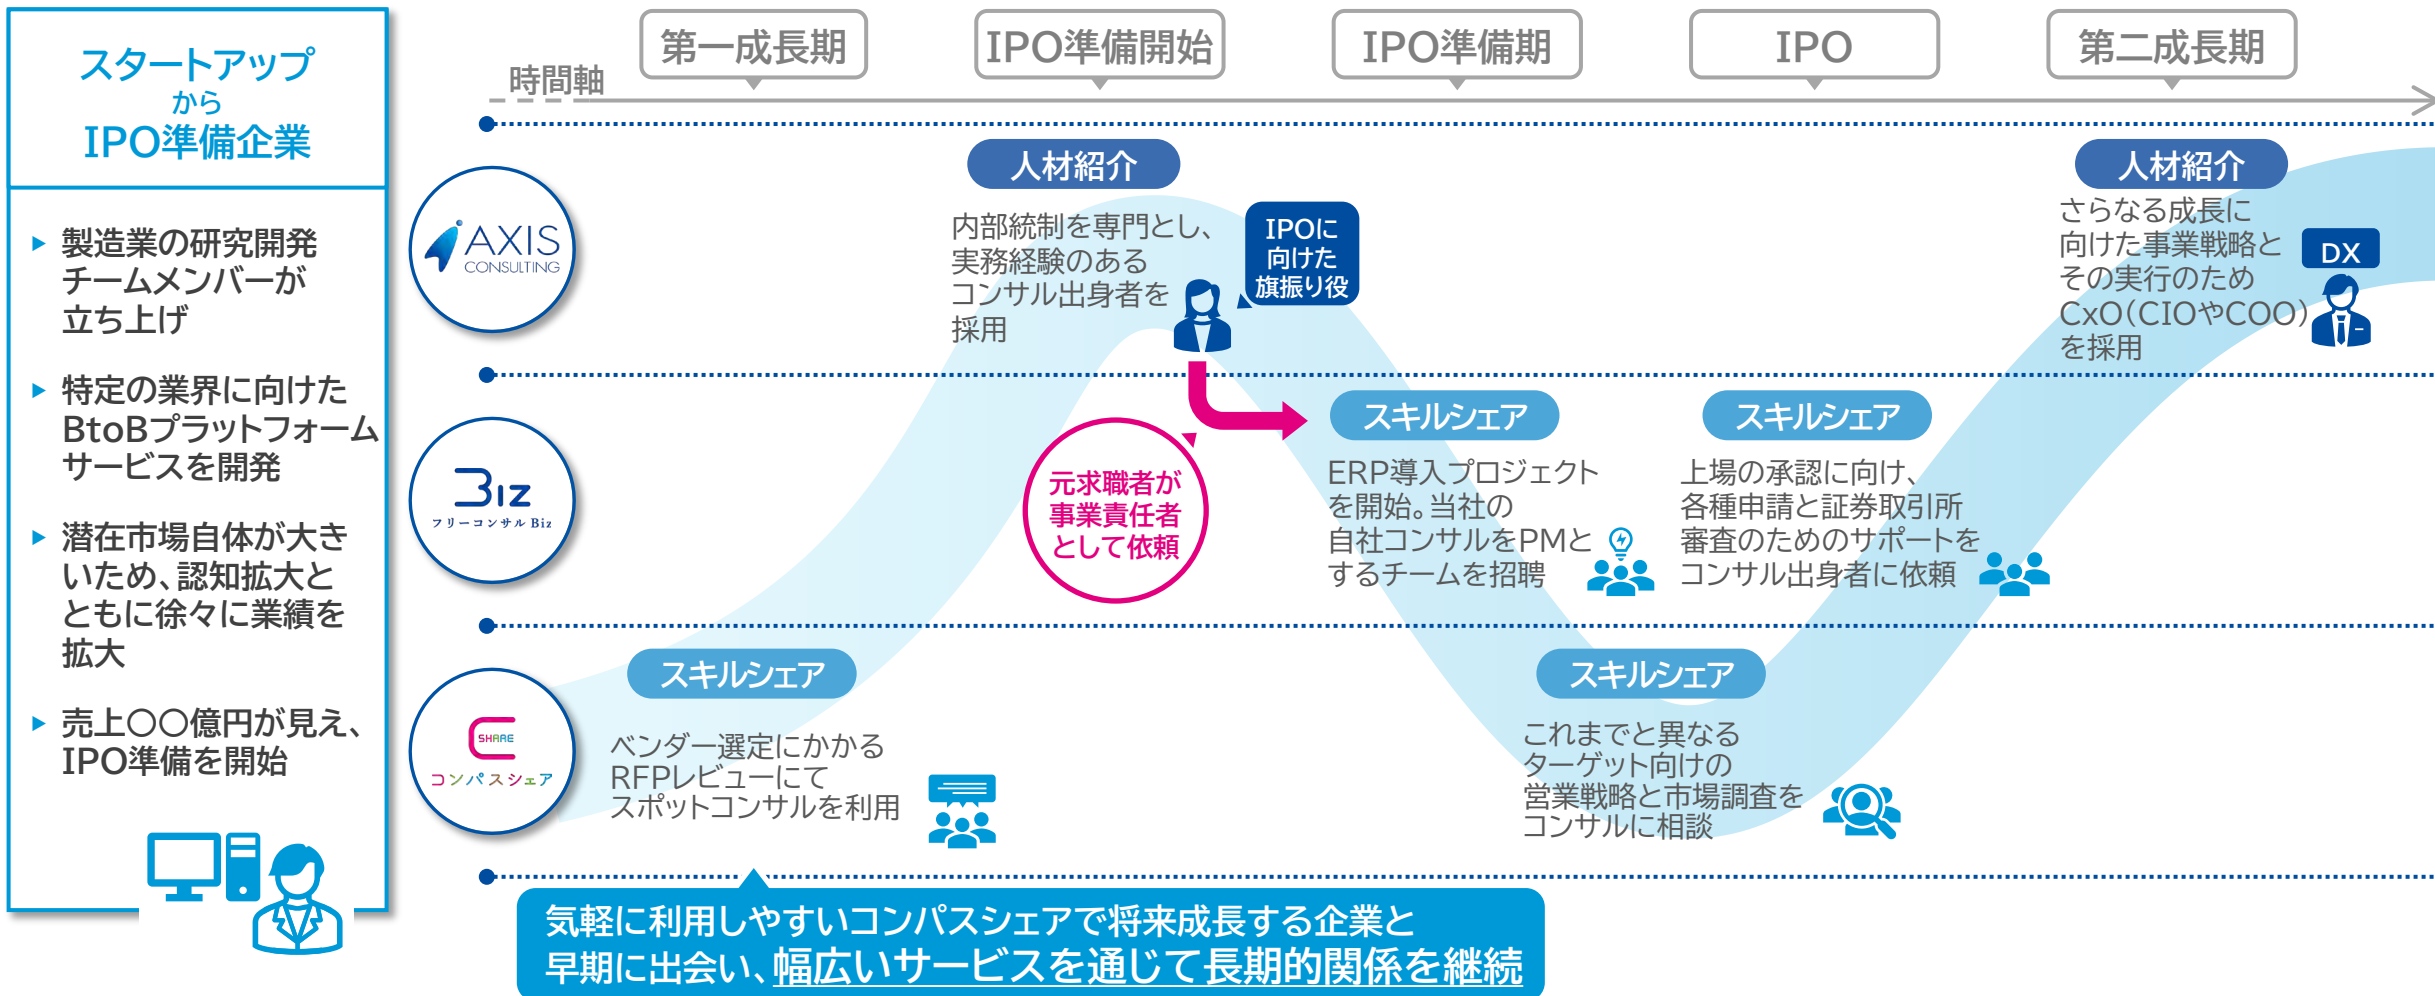 スタートアップ
から
IPO準備企業
製造業の研究開発
チームメンバーが
立ち上げ
特定の業界に向けた
BtoBプラットフォーム
サービスを開発
潜在市場自体が大き
いため、認知拡大と
ともに徐々に業績を
拡大
売上〇〇億円が見え、
IPO準備を開始
時間軸
第一成長期
IPO準備開始
IPO準備期
IPO
第二成長期
AXIS
CONSULTING
人材紹介
内部統制を専門とし、
実務経験のある
コンサル出身者を
採用
IPOに
向けた
旗振り役
人材紹介
さらなる成長に
向けた事業戦略と
その実行のため
CxO(CIOやCOO)
を採用
DX
Biz
フリーコンサルBiz
元求職者が
事業責任者
として依頼
スキルシェア
ERP導入プロジェクト
を開始。当社の
自社コンサルをPMと
するチームを招聘
スキルシェア
上場の承認に向け、
各種申請と証券取引所
審査のためのサポートを
コンサル出身者に依頼
SHARE
コンパスシェア
スキルシェア
ベンダー選定にかかる
RFPレビューにて
スポットコンサルを利用
スキルシェア
これまでと異なる
ターゲット向けの
営業戦略と市場調査を
コンサルに相談
気軽に利用しやすいコンパスシェアで将来成長する企業と
早期に出会い、幅広いサービスを通じて長期的関係を継続